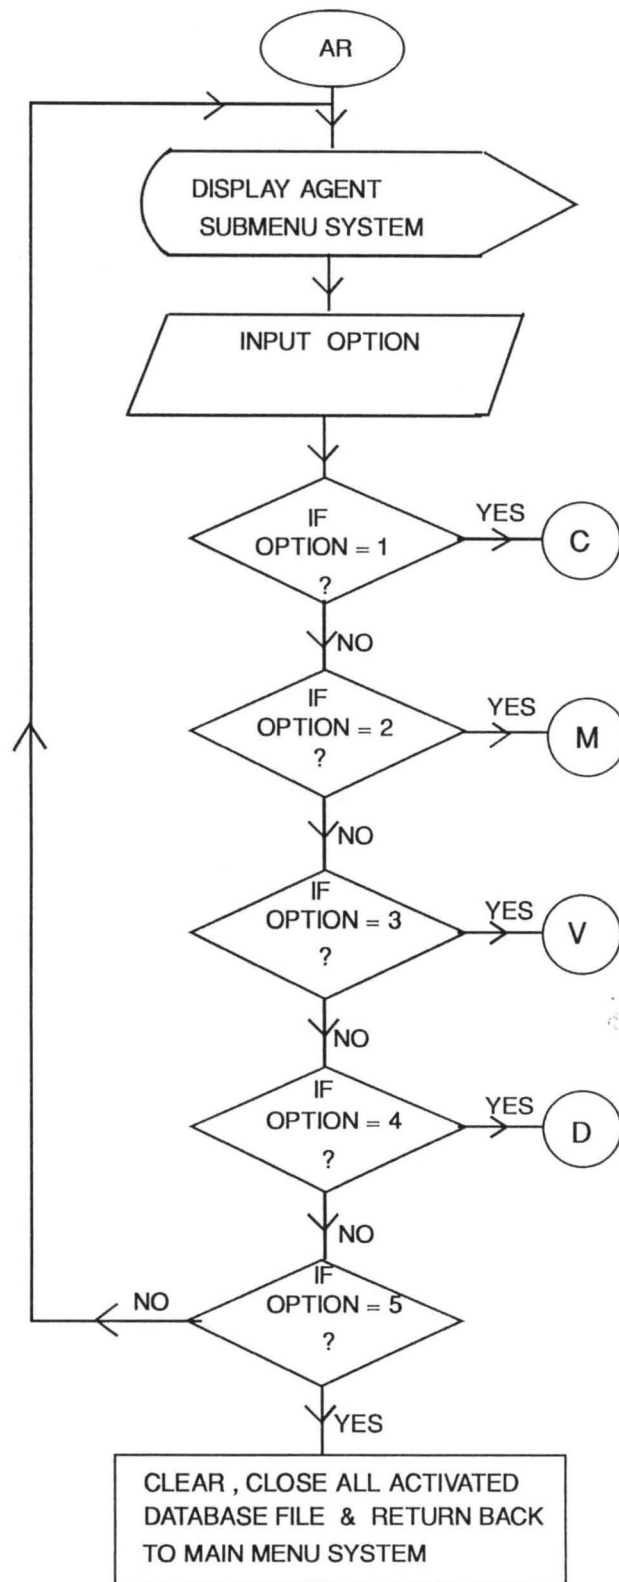 AR
DISPLAY AGENT
SUBMENU SYSTEM
INPUT OPTION
IF
OPTION = 1
?
YES
C
NO
IF
OPTION = 2
?
YES
M
NO
IF
OPTION = 3
?
YES
V
NO
IF
OPTION = 4
?
YES
D
NO
IF
OPTION = 5
?
NO
YES
CLEAR , CLOSE ALL ACTIVATED
DATABASE FILE & RETURN BACK
TO MAIN MENU SYSTEM